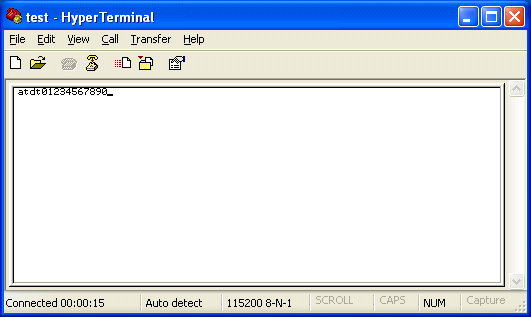 test - HyperTerminal
File Edit View Call Transfer Help
atdt01234567890_
Connected 00:00:15 Auto detect 115200 8-N-1 SCROLL CAPS NUM Capture